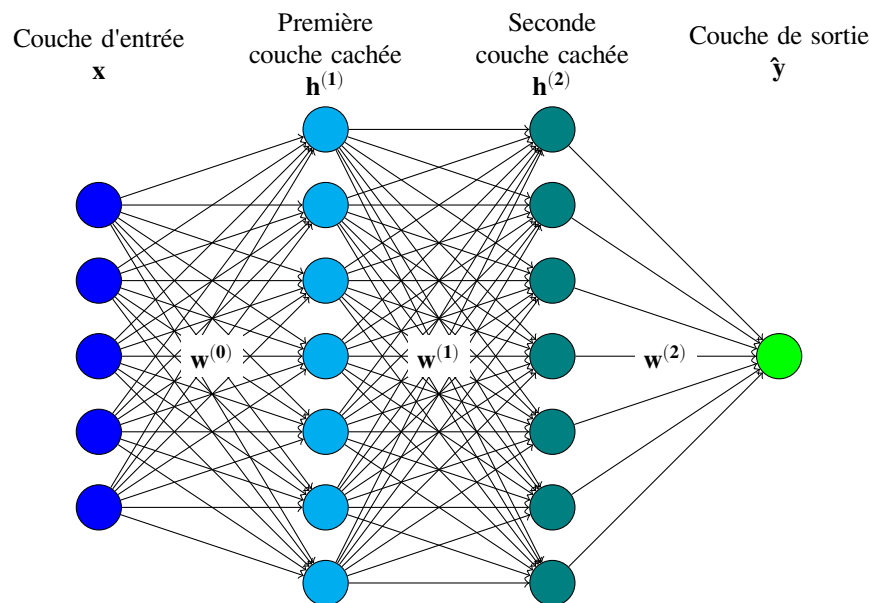 Couche d'entrée
x
Première
couche cachée
h(1)
Seconde
couche cachée
h(2)
Couche de sortie
ŷ
w(0)
w(1)
w(2)